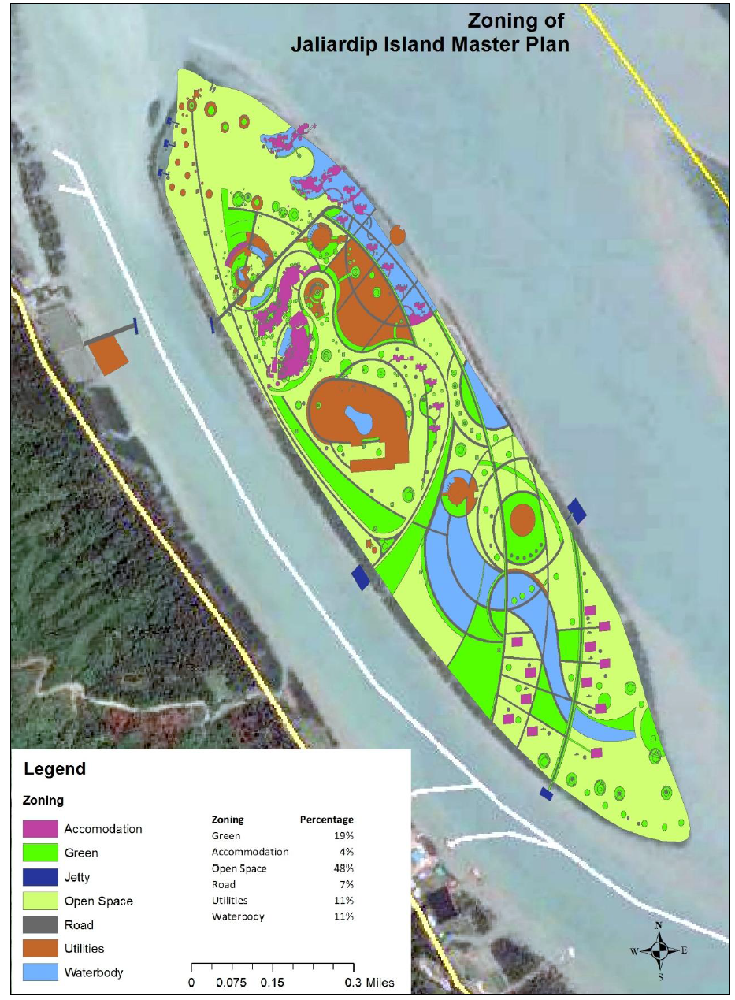 Zoning of
Jaliardip Island Master Plan
Legend
Zoning
Accomodation
Green
Jetty
Open Space
Road
Utilities
Waterbody
Zoning Percentage
Green 19%
Accommodation 4%
Open Space 48%
Road 7%
Utilities 11%
Waterbody 11%
0 0.075 0.15 0.3 Miles
N
W E
S